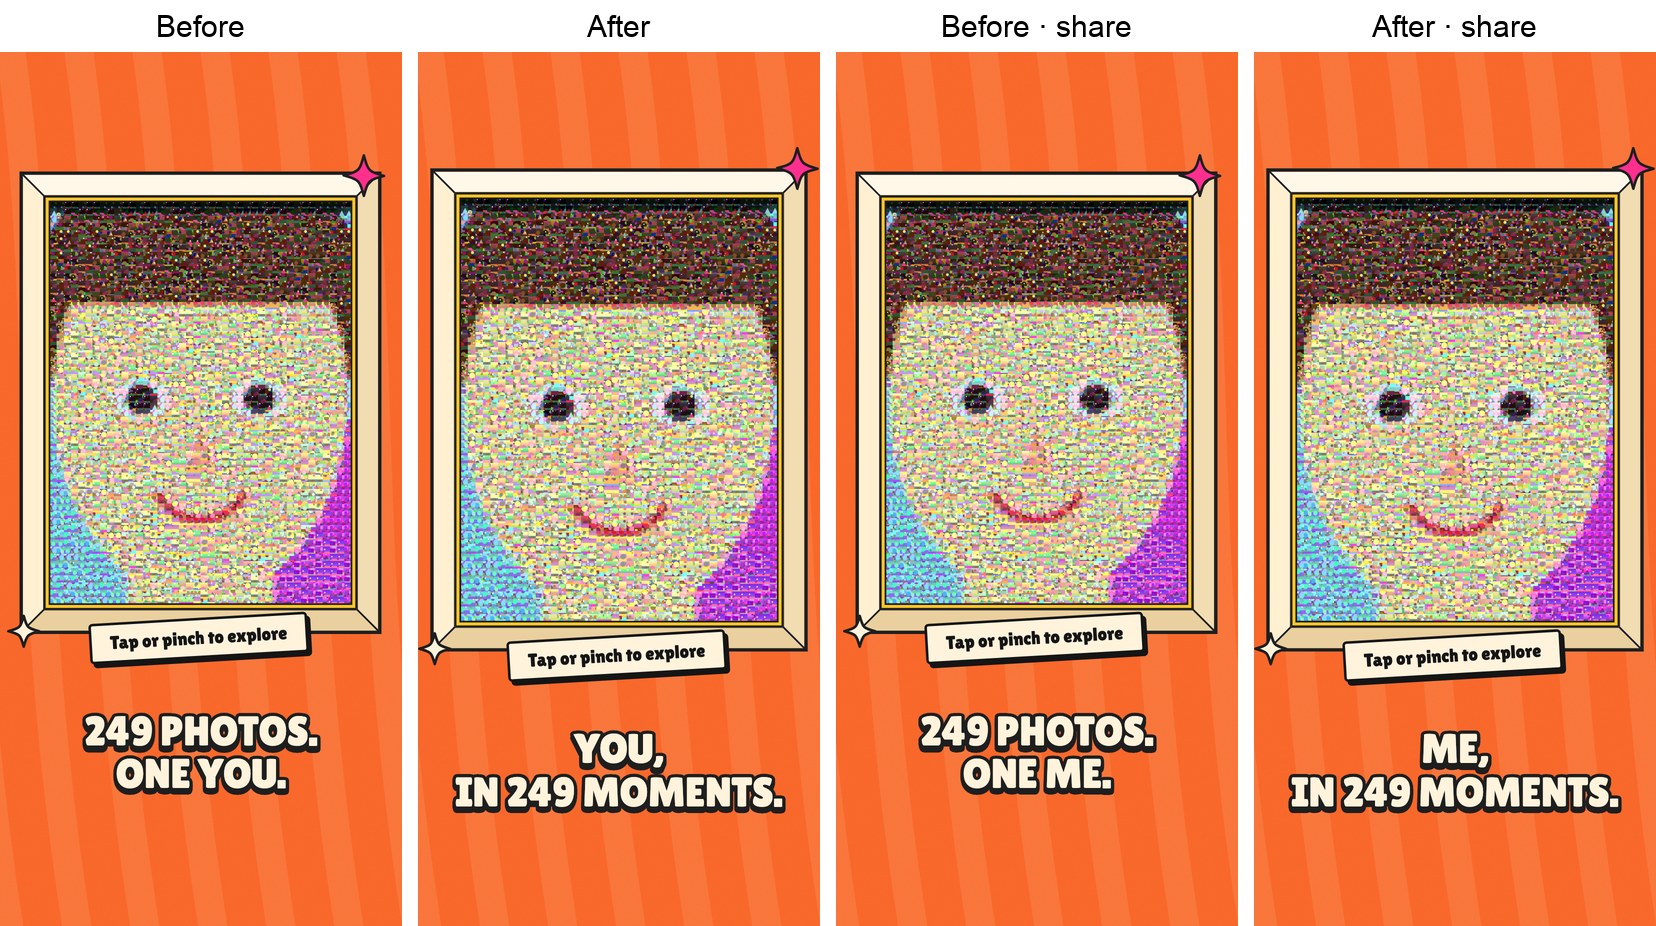 Before
After
Before · share
After · share
Tap or pinch to explore
249 PHOTOS.
ONE YOU.
Tap or pinch to explore
YOU,
IN 249 MOMENTS.
Tap or pinch to explore
249 PHOTOS.
ONE ME.
Tap or pinch to explore
ME,
IN 249 MOMENTS.